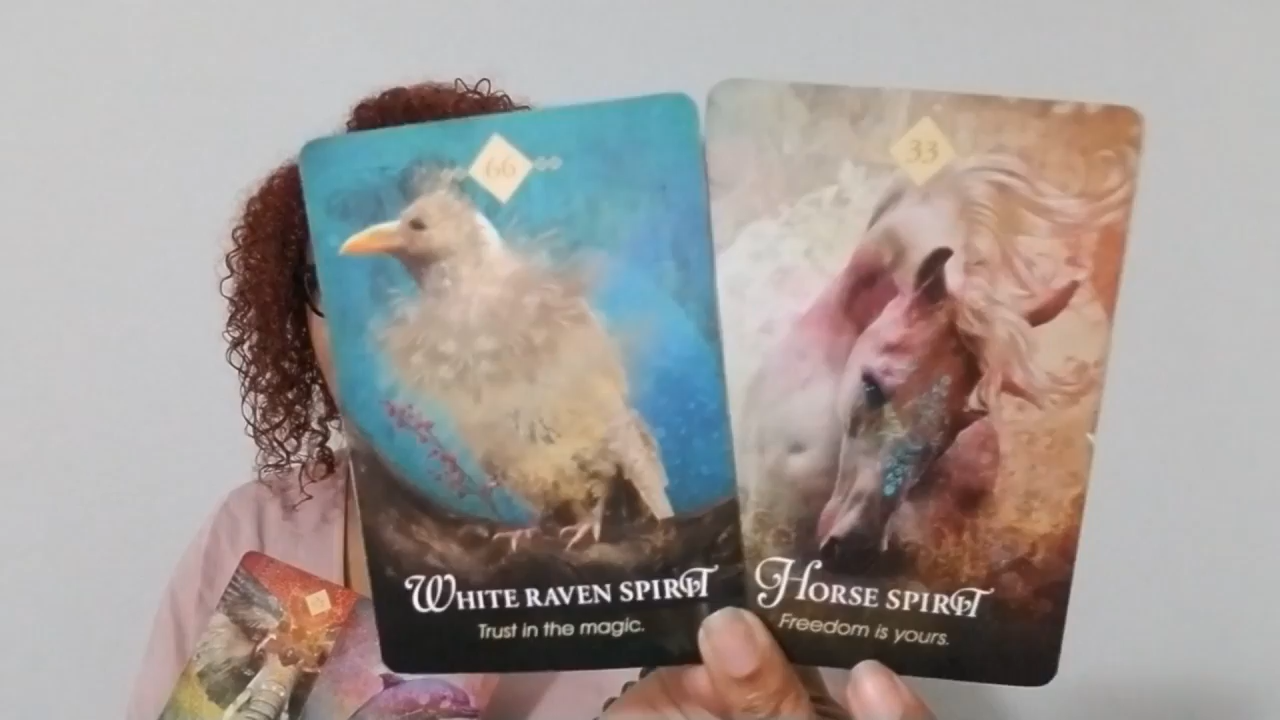 66
White raven spirit
Trust in the magic.
33
Horse spirit
Freedom is yours.